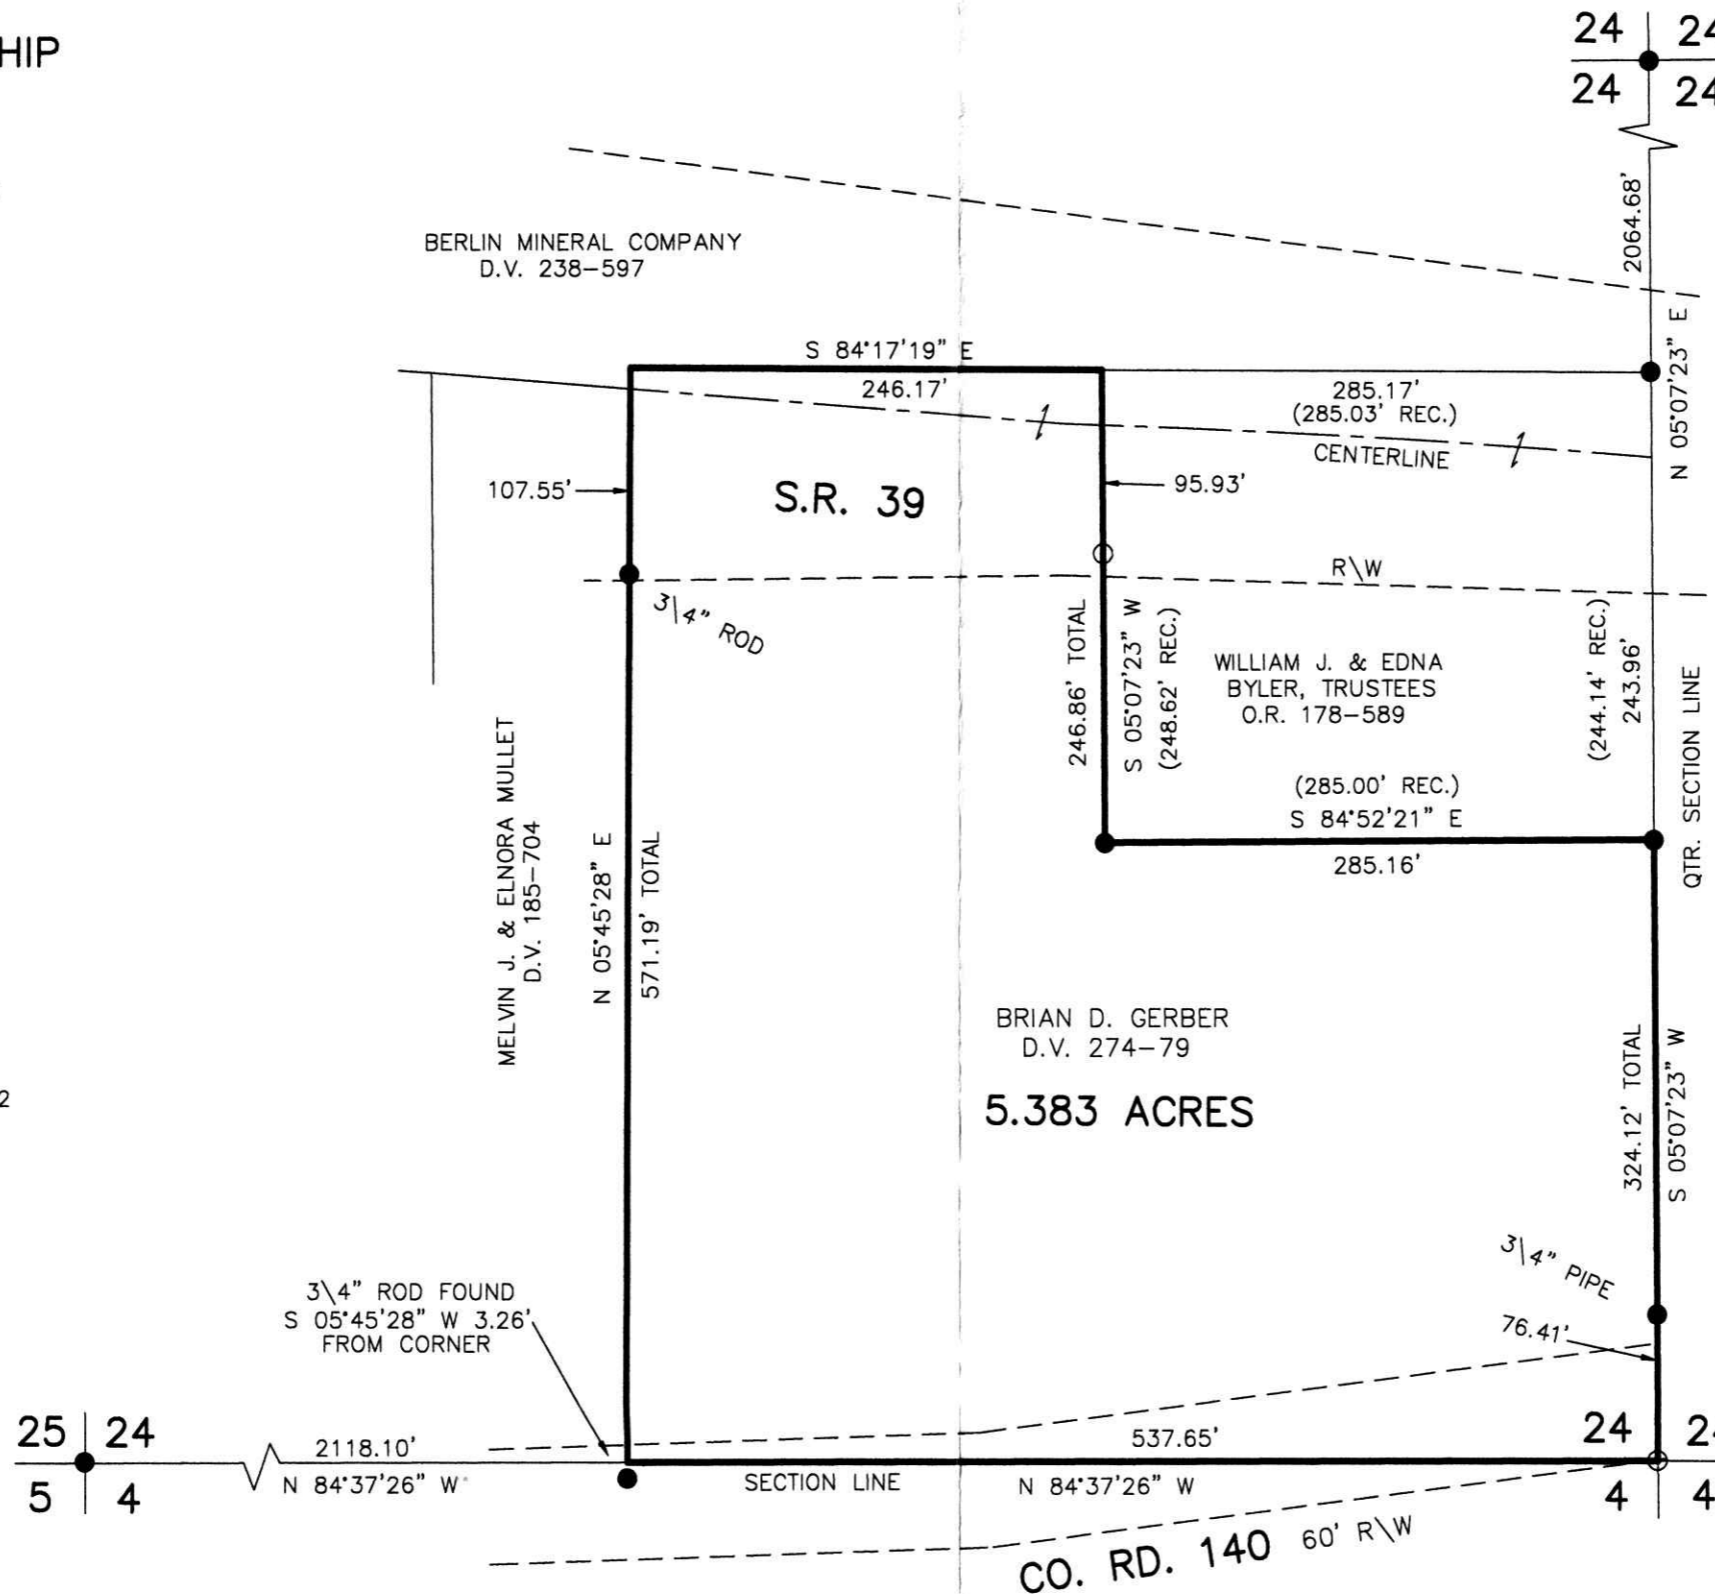 HIP
24 24
24 24
2064.68'
N 05°07'23" E
BERLIN MINERAL COMPANY
D.V. 238-597
S 84°17'19" E
246.17'
285.17'
(285.03' REC.)
CENTERLINE
107.55'
S.R. 39
95.93'
R\W
3\4" ROD
246.86' TOTAL
S 05°07'23" W
(248.62' REC.)
WILLIAM J. & EDNA
BYLER, TRUSTEES
O.R. 178-589
(244.14' REC.)
243.96'
QTR. SECTION LINE
(285.00' REC.)
S 84°52'21" E
285.16'
MELVIN J. & ELNORA MULLET
D.V. 185-704
N 05°45'28" E
571.19' TOTAL
BRIAN D. GERBER
D.V. 274-79
5.383 ACRES
2
324.12' TOTAL
S 05°07'23" W
3\4" PIPE
76.41'
3\4" ROD FOUND
S 05°45'28" W 3.26'
FROM CORNER
25 24
5 4
2118.10'
N 84°37'26" W
SECTION LINE
537.65'
N 84°37'26" W
24 24
4 4
CO. RD. 140 60' R\W